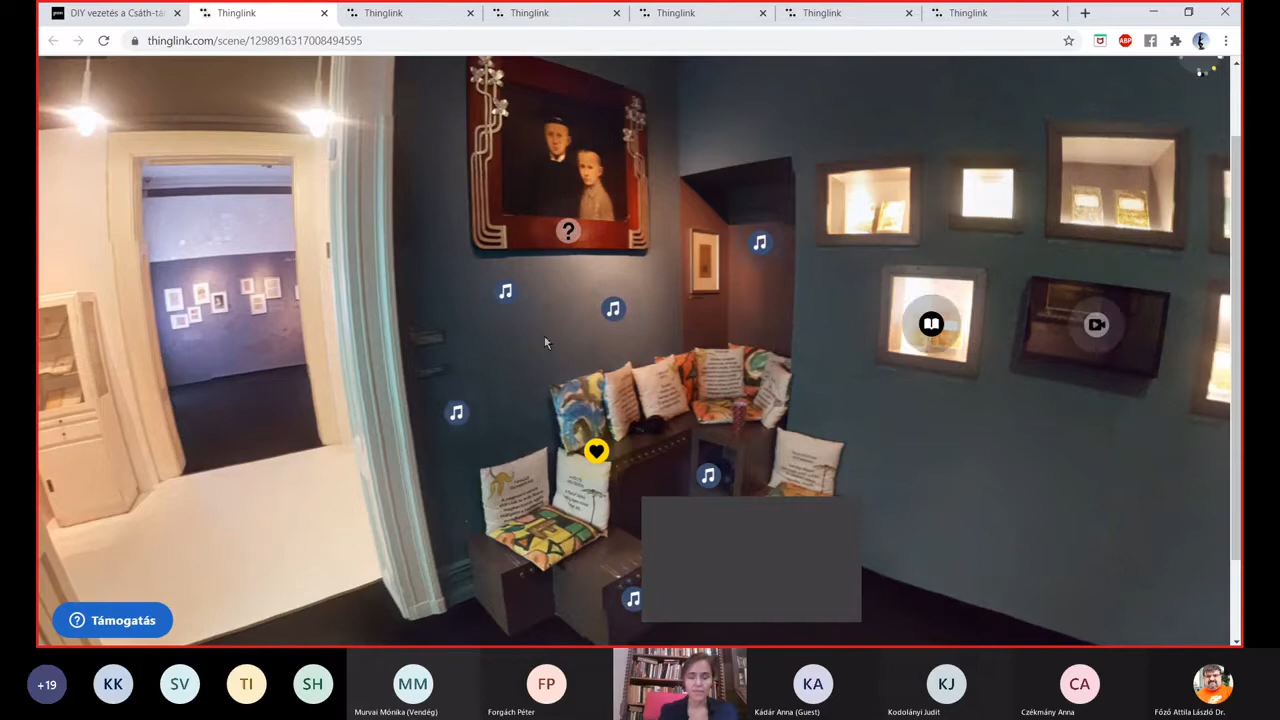 DIY vezetés a Csáth-tá
Thinglink
Thinglink
Thinglink
Thinglink
Thinglink
Thinglink
thinglink.com/scene/1298916317008494595
ABP
?
Támogatás
+19
KK
SV
TI
SH
MM
Murvai Mónika (Vendég)
FP
Forgách Péter
KA
Kádár Anna (Guest)
KJ
Kodolányi Judit
CA
Czékmány Anna
Főző Attila László Dr.